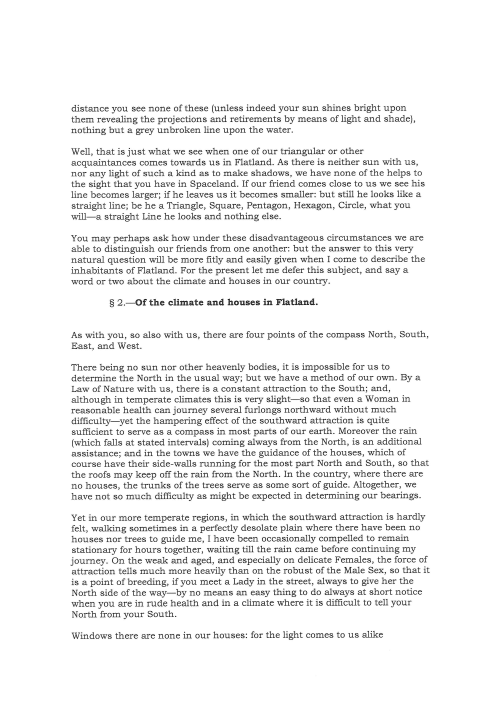 distance you see none of these (unless indeed your sun shines bright upon
them revealing the projections and retirements by means of light and shade),
nothing but a grey unbroken line upon the water.
Well, that is just what we see when one of our triangular or other
acquaintances comes towards us in Flatland. As there is neither sun with us,
nor any light of such a kind as to make shadows, we have none of the helps to
the sight that you have in Spaceland. If our friend comes close to us we see his
line becomes larger; if he leaves us it becomes smaller: but still he looks like a
straight line; be he a Triangle, Square, Pentagon, Hexagon, Circle, what you
will—a straight Line he looks and nothing else.
You may perhaps ask how under these disadvantageous circumstances we are
able to distinguish our friends from one another: but the answer to this very
natural question will be more fitly and easily given when I come to describe the
inhabitants of Flatland. For the present let me defer this subject, and say a
word or two about the climate and houses in our country.
§ 2.—Of the climate and houses in Flatland.
As with you, so also with us, there are four points of the compass North, South,
East, and West.
There being no sun nor other heavenly bodies, it is impossible for us to
determine the North in the usual way; but we have a method of our own. By a
Law of Nature with us, there is a constant attraction to the South; and,
although in temperate climates this is very slight—so that even a Woman in
reasonable health can journey several furlongs northward without much
difficulty—yet the hampering effect of the southward attraction is quite
sufficient to serve as a compass in most parts of our earth. Moreover the rain
(which falls at stated intervals) coming always from the North, is an additional
assistance; and in the towns we have the guidance of the houses, which of
course have their side-walls running for the most part North and South, so that
the roofs may keep off the rain from the North. In the country, where there are
no houses, the trunks of the trees serve as some sort of guide. Altogether, we
have not so much difficulty as might be expected in determining our bearings.
Yet in our more temperate regions, in which the southward attraction is hardly
felt, walking sometimes in a perfectly desolate plain where there have been no
houses nor trees to guide me, I have been occasionally compelled to remain
stationary for hours together, waiting till the rain came before continuing my
journey. On the weak and aged, and especially on delicate Females, the force of
attraction tells much more heavily than on the robust of the Male Sex, so that it
is a point of breeding, if you meet a Lady in the street, always to give her the
North side of the way—by no means an easy thing to do always at short notice
when you are in rude health and in a climate where it is difficult to tell your
North from your South.
Windows there are none in our houses: for the light comes to us alike